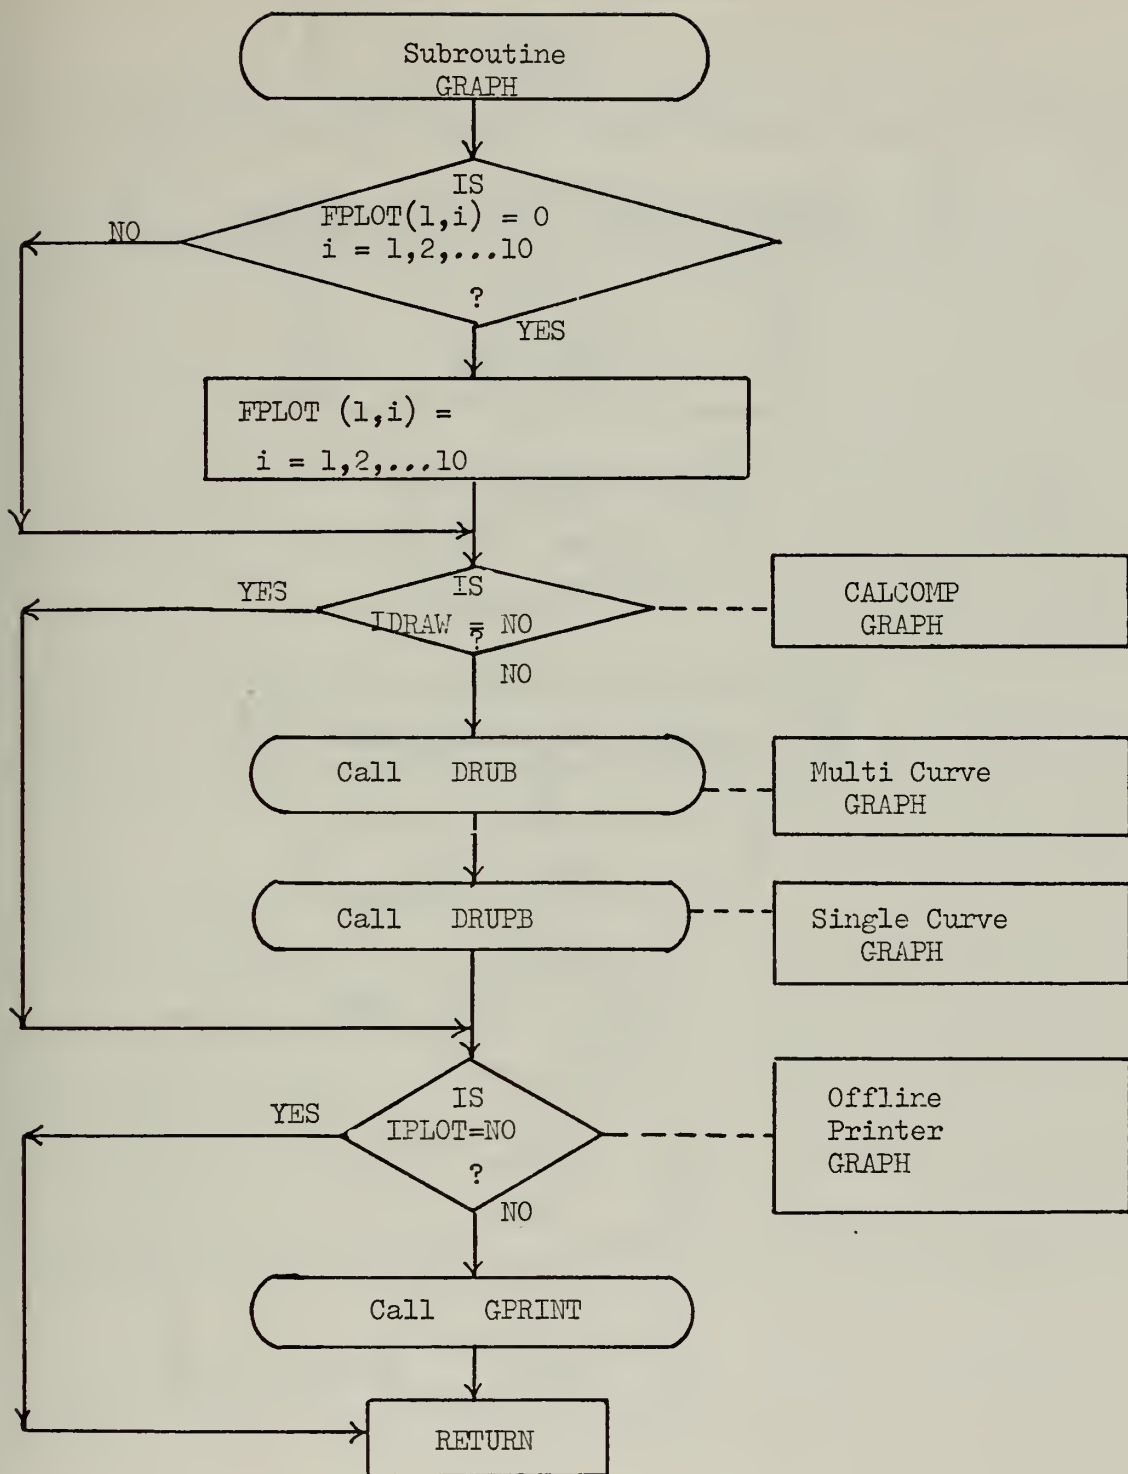 Subroutine
GRAPH
IS
FPLOT(1,i) = 0
i = 1,2,...10
?
NO
YES
FPLOT (1,i) =
i = 1,2,...10
YES
IS
IDRAW = NO
?
NO
CALCOMP
GRAPH
Call DRUB
Multi Curve
GRAPH
Call DRUPB
Single Curve
GRAPH
YES
IS
IPLOT=NO
?
NO
Offline
Printer
GRAPH
Call GPRINT
RETURN